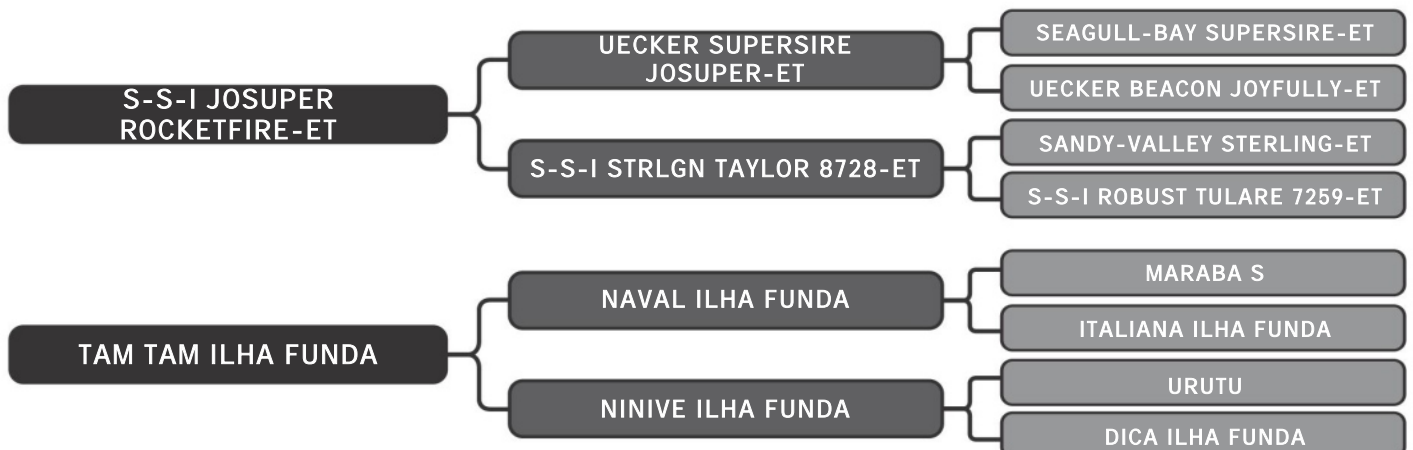 S-S-I JOSUPER
ROCKETFIRE-ET
UECKER SUPERSIRE
JOSUPER-ET
SEAGULL-BAY SUPERSIRE-ET
UECKER BEACON JOYFULLY-ET
S-S-I STRLGN TAYLOR 8728-ET
SANDY-VALLEY STERLING-ET
S-S-I ROBUST TULARE 7259-ET
TAM TAM ILHA FUNDA
NAVAL ILHA FUNDA
MARABA S
ITALIANA ILHA FUNDA
NINIVE ILHA FUNDA
URUTU
DICA ILHA FUNDA